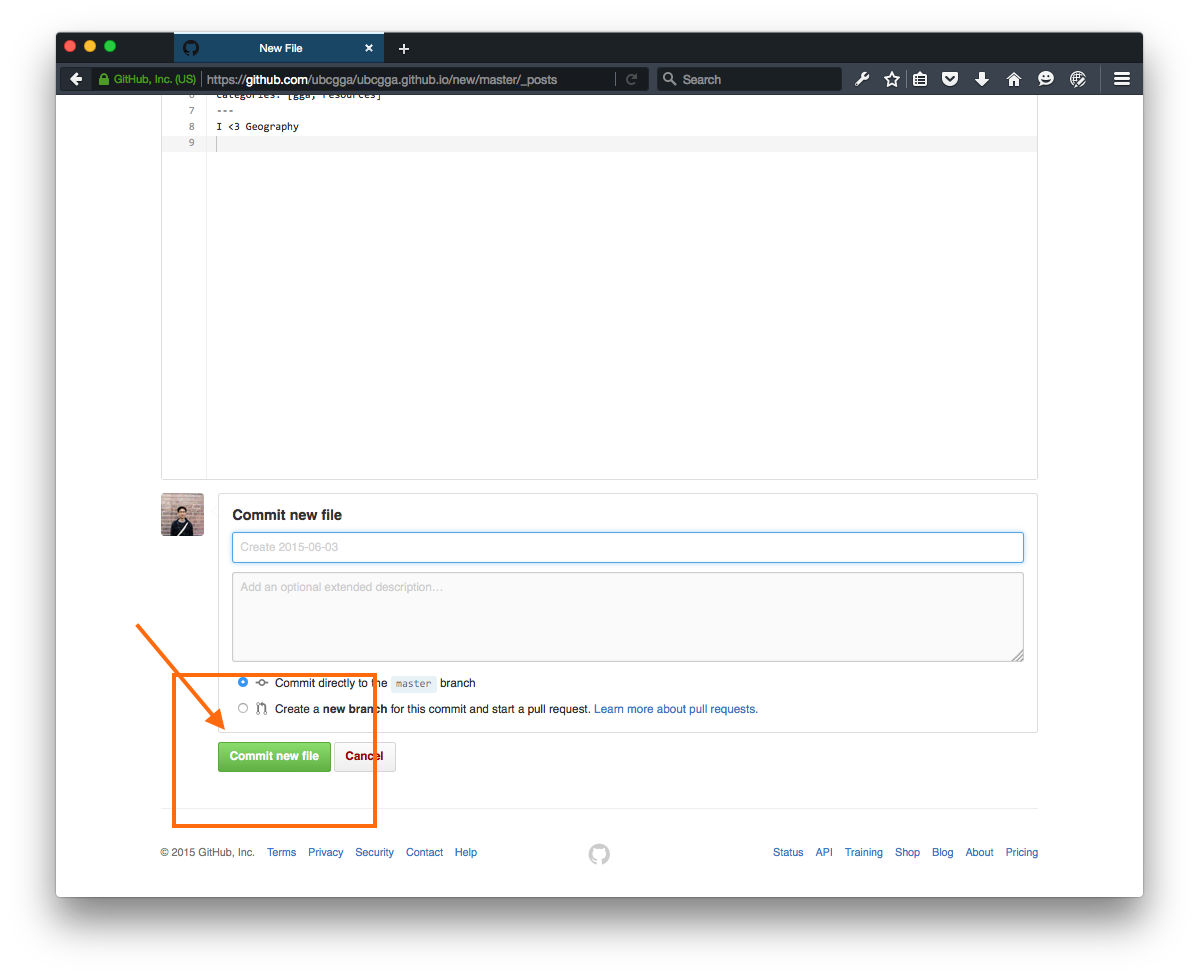 New File
GitHub, Inc. (US) https://github.com/ubcgga/ubcgga.github.io/new/master/_posts Search
6 categories: [gga, resources]
7 ---
8 I <3 Geography
9
Commit new file
Create 2015-06-03
Add an optional extended description…
Commit directly to the master branch
Create a new branch for this commit and start a pull request. Learn more about pull requests.
Commit new file Cancel
© 2015 GitHub, Inc. Terms Privacy Security Contact Help Status API Training Shop Blog About Pricing